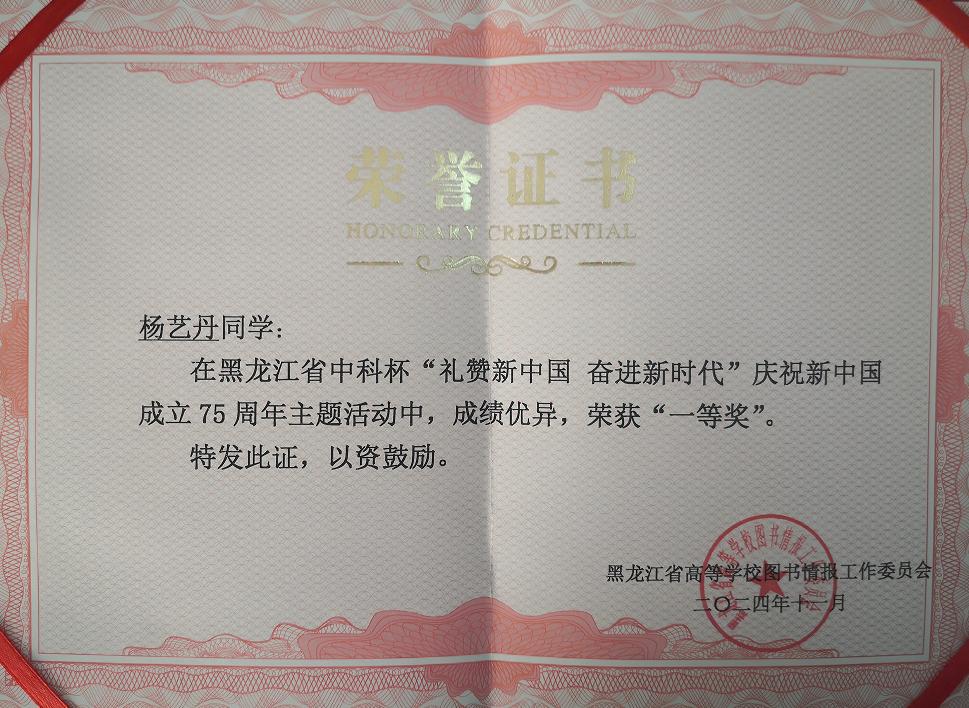 荣誉证书
HONORARY CREDENTIAL
杨艺丹同学：
在黑龙江省中科杯“礼赞新中国 奋进新时代”庆祝新中国
成立75周年主题活动中，成绩优异，荣获“一等奖”。
特发此证，以资鼓励。
黑龙江省高等学校图书情报工作委员会
二〇二四年十一月